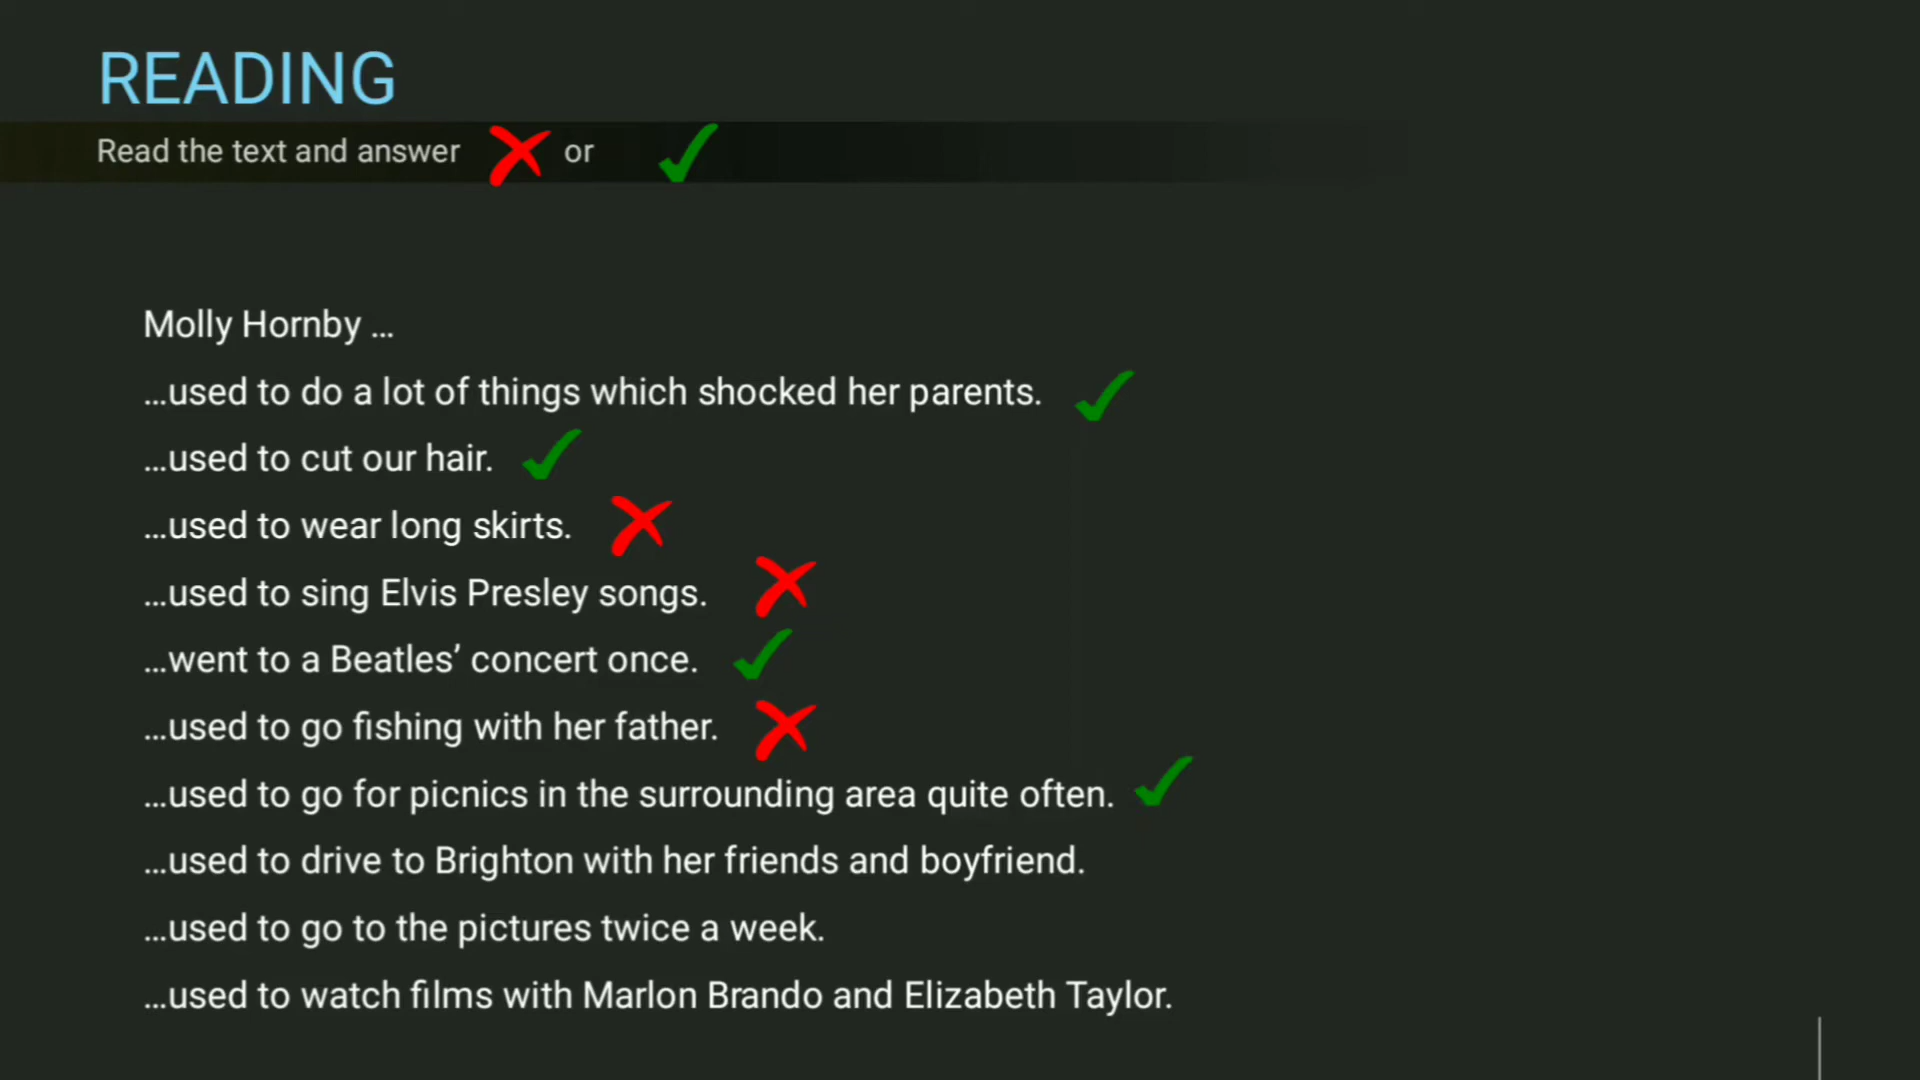 READING
Read the text and answer or
Molly Hornby ...
...used to do a lot of things which shocked her parents.
...used to cut our hair.
...used to wear long skirts.
...used to sing Elvis Presley songs.
...went to a Beatles’ concert once.
...used to go fishing with her father.
...used to go for picnics in the surrounding area quite often.
...used to drive to Brighton with her friends and boyfriend.
...used to go to the pictures twice a week.
...used to watch films with Marlon Brando and Elizabeth Taylor.